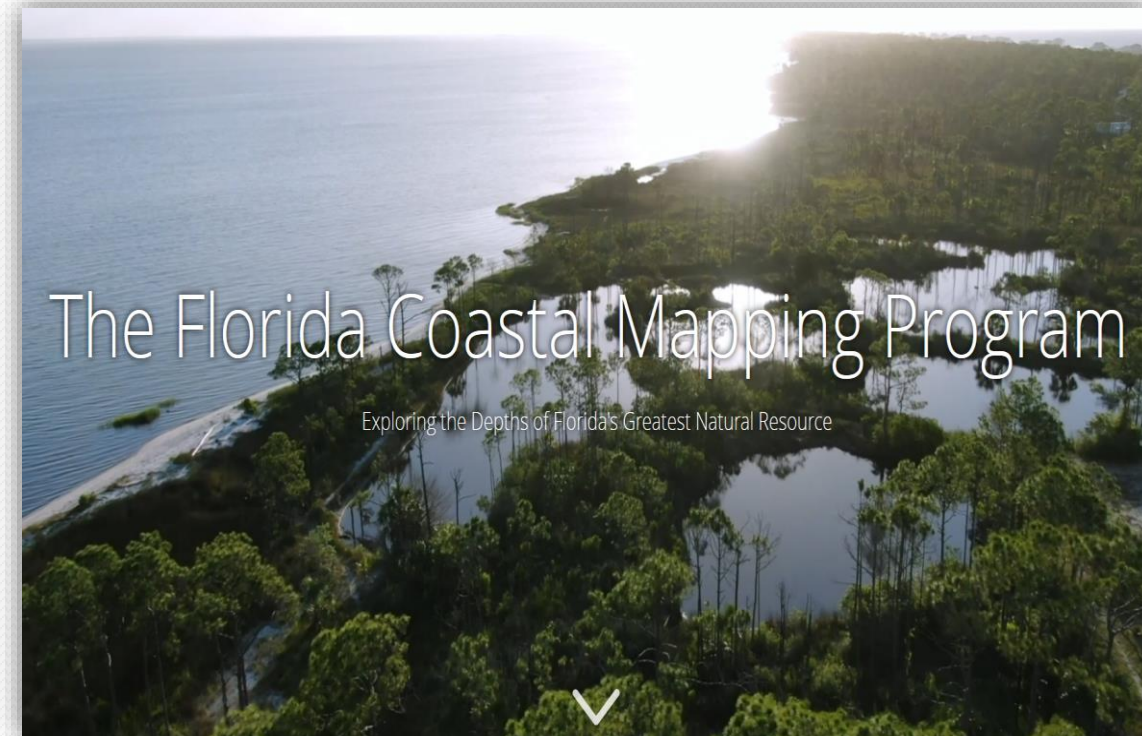 The Florida Coastal Mapping Program
Exploring the Depths of Florida's Greatest Natural Resource